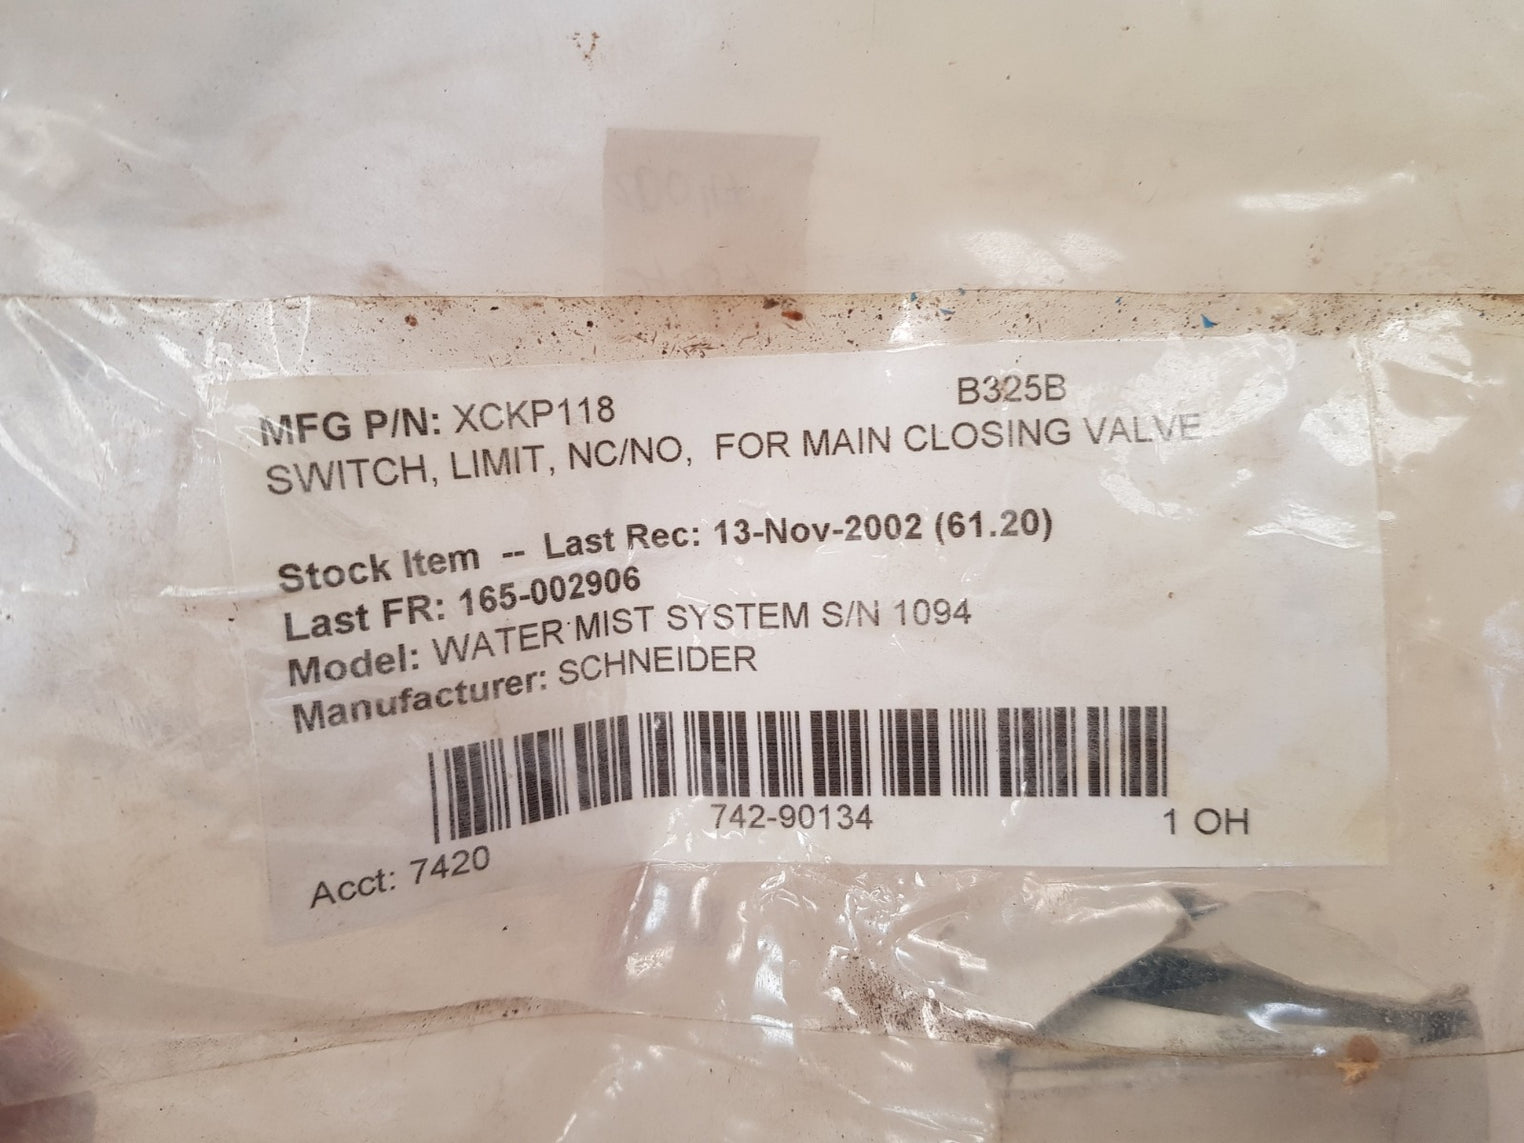 MFG P/N: XCKP118 B325B
SWITCH, LIMIT, NC/NO, FOR MAIN CLOSING VALVE
Stock Item -- Last Rec: 13-Nov-2002 (61.20)
Last FR: 165-002906
Model: WATER MIST SYSTEM S/N 1094
Manufacturer: SCHNEIDER
742-90134
1 OH
Acct: 7420